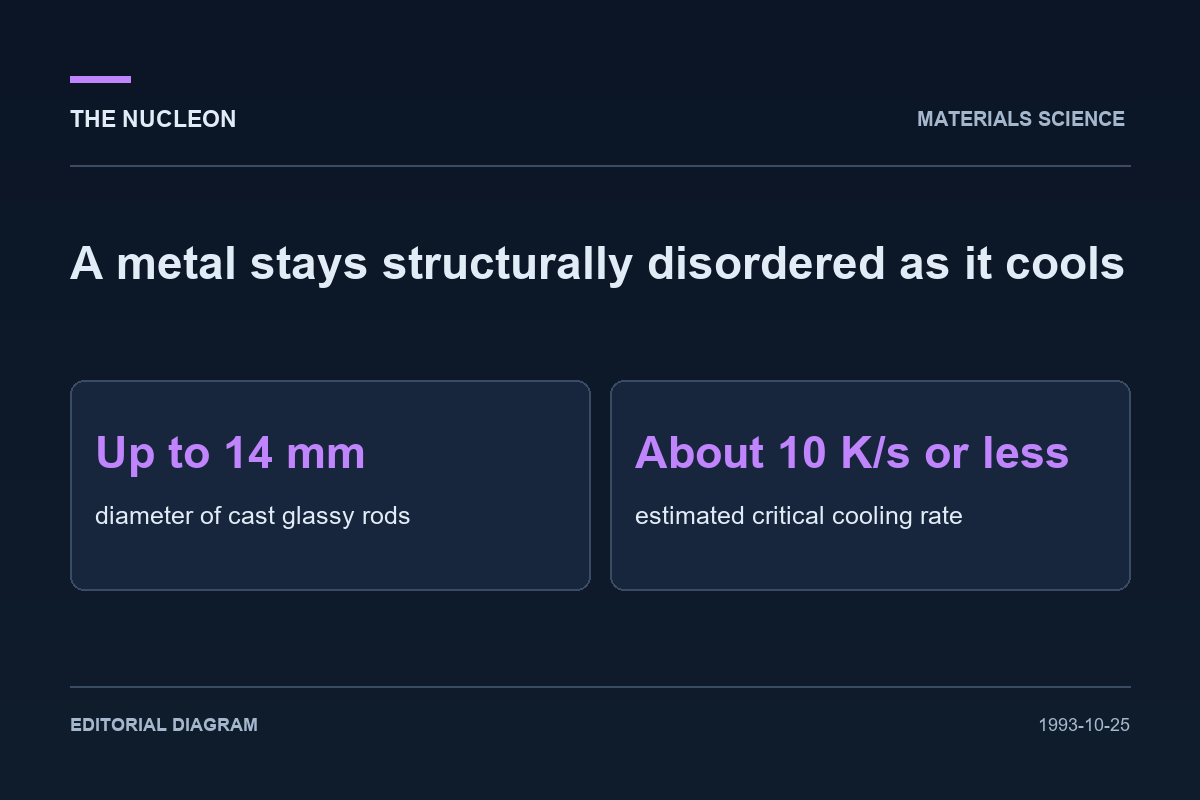 THE NUCLEON
MATERIALS SCIENCE
A metal stays structurally disordered as it cools
Up to 14 mm
diameter of cast glassy rods
About 10 K/s or less
estimated critical cooling rate
EDITORIAL DIAGRAM
1993-10-25